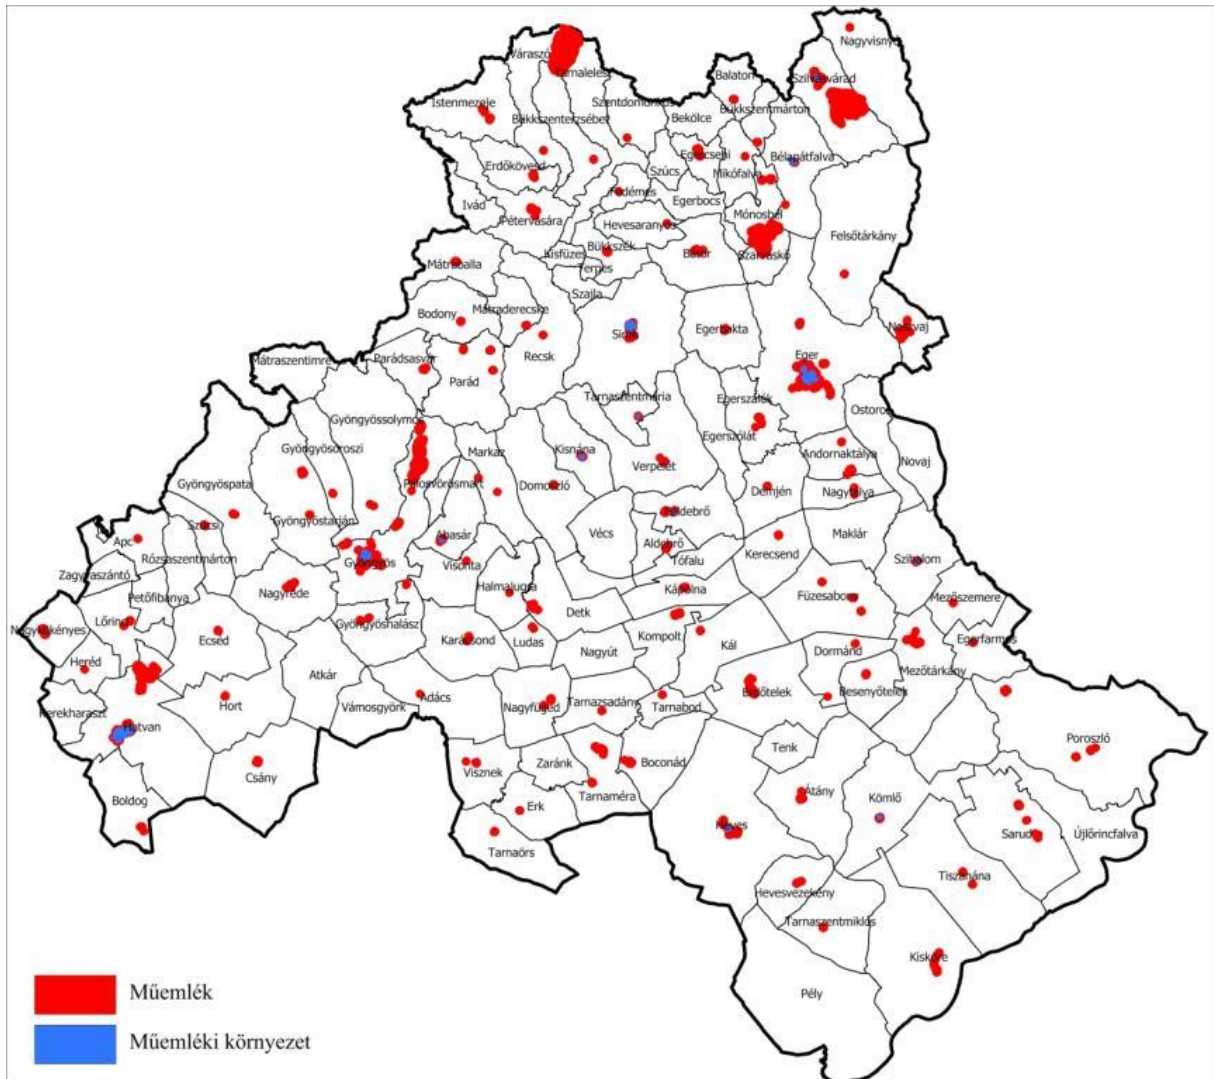 Nagyvisnyó
Váraszó
Szilvásvárad
Tarnalelesz
Balaton
Istenmezeje
Szentdomonkos
Bükkszentmárton
Bükkszenterzsébet
Bekölce
Egercsehi
Bélapátfalva
Erdőkövesd
Szúcs
Mikófalva
Fedémes
Egerbocs
Ivád
Mónosbél
Pétervására
Hevesaranyos
Felsőtárkány
Bükkszék
Kisfüzes
Bátor
Szarvaskő
Mátraballa
Terpes
Szajla
Mátraderecske
Bodony
Sirok
Egerbakta
Noszvaj
Recsk
Mátraszentimre
Parádsasvár
Eger
Parád
Tarnaszentmária
Egerszalók
Ostoros
Gyöngyössolymos
Egerszólát
Gyöngyösoroszi
Markaz
Kisnána
Andornaktálya
Novaj
Verpelét
Gyöngyöspata
Pálosvörösmart
Domoszló
Demjén
Nagytálya
Feldebrő
Szűcsi
Gyöngyöstarján
Vécs
Maklár
Apc
Abasár
Aldebrő
Rózsaszentmárton
Gyöngyös
Visonta
Tófalu
Kerecsend
Szihalom
Zagyvaszántó
Halmajugra
Kápolna
Petőfibánya
Nagyréde
Füzesabony
Mezőszemere
Lőrinci
Detk
Nagykökényes
Gyöngyöshalász
Ecsed
Karácsond
Ludas
Kompolt
Kál
Egerfarmos
Nagyút
Dormánd
Heréd
Mezőtárkány
Atkár
Adács
Erdőtelek
Besenyőtelek
Hort
Vámosgyörk
Nagyfüged
Tarnazsadány
Tarnabod
Kerekharaszt
Hatvan
Tenk
Poroszló
Visznek
Zaránk
Boconád
Csány
Átány
Boldog
Tarnaméra
Kömlő
Erk
Heves
Sarud
Újlőrincfalva
Tarnaörs
Tiszanána
Hevesvezekény
Tarnaszentmiklós
Kisköre
Pély
Műemlék
Műemléki környezet